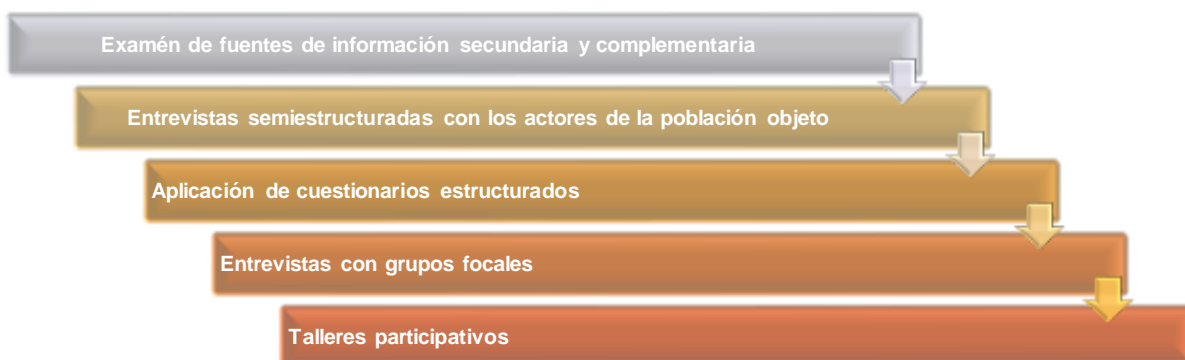 Examén de fuentes de información secundaria y complementaria
Entrevistas semiestructuradas con los actores de la población objeto
Aplicación de cuestionarios estructurados
Entrevistas con grupos focales
Talleres participativos